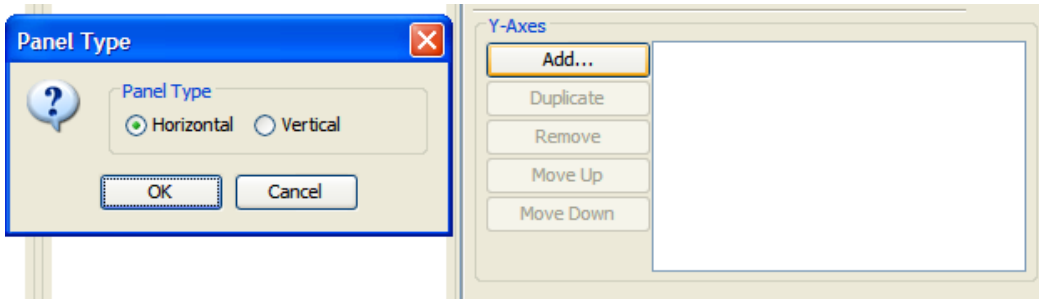 Panel Type
Panel Type
Horizontal Vertical
OK Cancel
Y-Axes
Add...
Duplicate
Remove
Move Up
Move Down